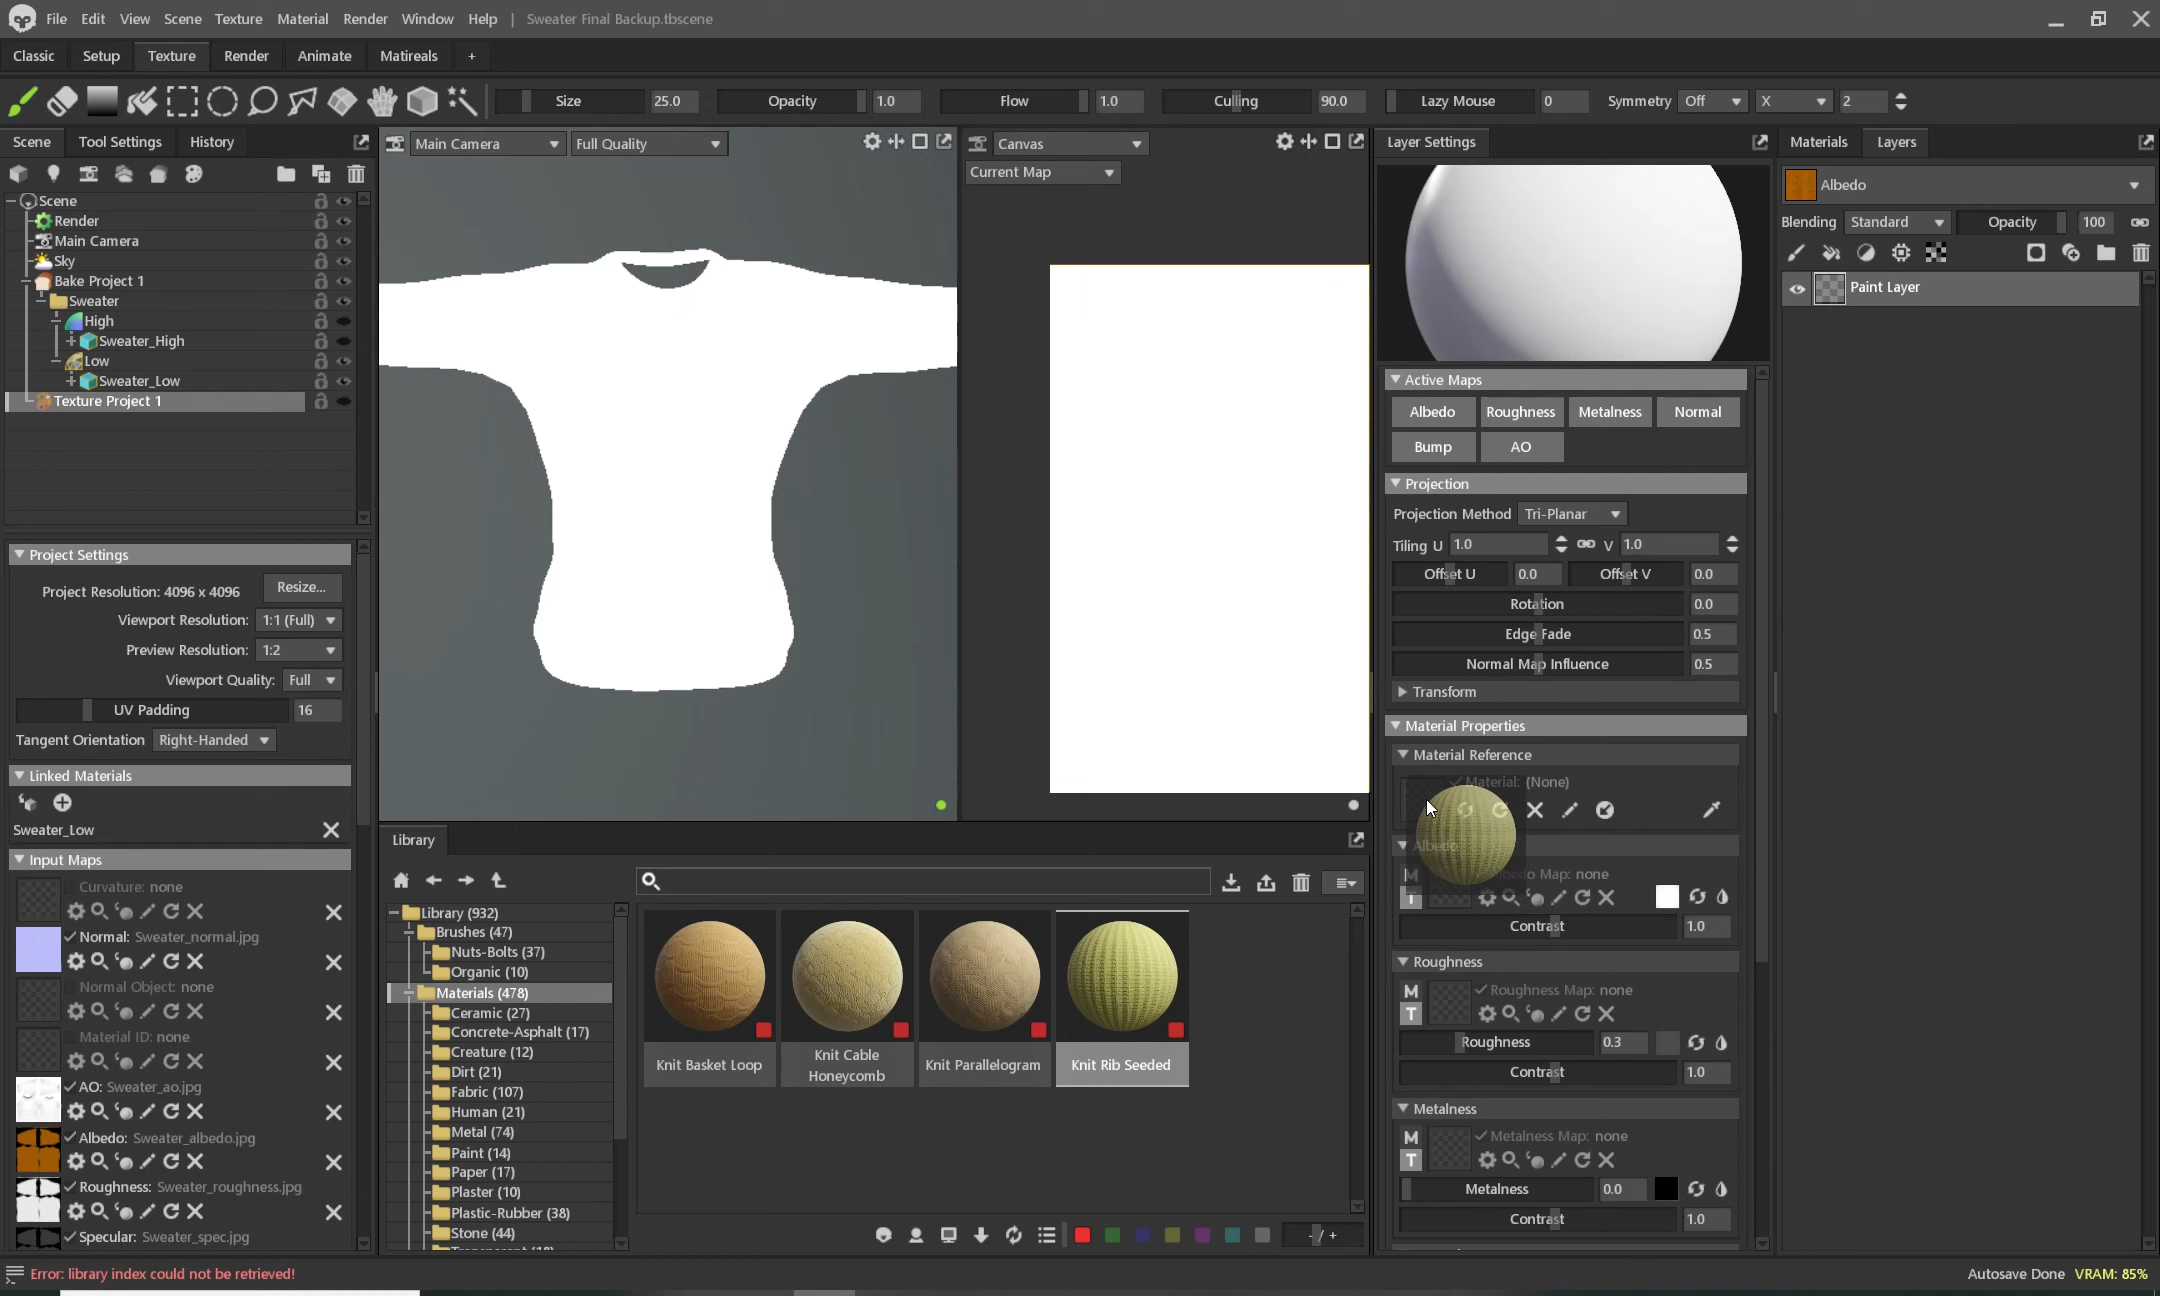 File Edit View Scene Texture Material Render Window Help | Sweater Final Backup.tbscene
Classic Setup Texture Render Animate Matireals +
Size 25.0 Opacity 1.0 Flow 1.0 Culling 90.0 Lazy Mouse 0 Symmetry Off X 2
Scene Tool Settings History
Main Camera Full Quality
Canvas
Current Map
Layer Settings
Materials Layers
Albedo
Blending Standard Opacity 100
Paint Layer
Scene
Render
Main Camera
Sky
Bake Project 1
Sweater
High
Sweater_High
Low
Sweater_Low
Texture Project 1
Project Settings
Project Resolution: 4096 x 4096 Resize...
Viewport Resolution: 1:1 (Full)
Preview Resolution: 1:2
Viewport Quality: Full
UV Padding 16
Tangent Orientation Right-Handed
Linked Materials
Sweater_Low
Input Maps
Curvature: none
Normal: Sweater_normal.jpg
Normal Object: none
Material ID: none
AO: Sweater_ao.jpg
Albedo: Sweater_albedo.jpg
Roughness: Sweater_roughness.jpg
Specular: Sweater_spec.jpg
Library
Library (932)
Brushes (47)
Nuts-Bolts (37)
Organic (10)
Materials (478)
Ceramic (27)
Concrete-Asphalt (17)
Creature (12)
Dirt (21)
Fabric (107)
Human (21)
Metal (74)
Paint (14)
Paper (17)
Plaster (10)
Plastic-Rubber (38)
Stone (44)
Knit Basket Loop
Knit Cable
Honeycomb
Knit Parallelogram
Knit Rib Seeded
- / +
Active Maps
Albedo Roughness Metalness Normal
Bump AO
Projection
Projection Method Tri-Planar
Tiling U 1.0 V 1.0
Offset U 0.0 Offset V 0.0
Rotation 0.0
Edge Fade 0.5
Normal Map Influence 0.5
Transform
Material Properties
Material Reference
Material: (None)
Map: none
M
T
Contrast 1.0
Roughness
M Roughness Map: none
T
Roughness 0.3
Contrast 1.0
Metalness
M Metalness Map: none
T
Metalness 0.0
Contrast 1.0
Error: library index could not be retrieved!
Autosave Done VRAM: 85%